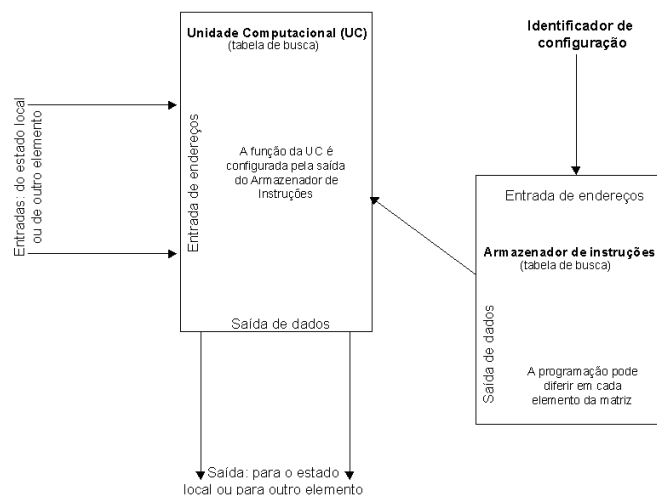 Unidade Computacional (UC)
(tabela de busca)
Identificador de
configuração
Entradas: do estado local
ou de outro elemento
Entrada de endereços
A função da UC é
configurada pela saída
do Armazenador de
Instruções
Entrada de endereços
Armazenador de instruções
(tabela de busca)
Saída de dados
Saída de dados
A programação pode
diferir em cada
elemento da matriz
Saída: para o estado
local ou para outro elemento